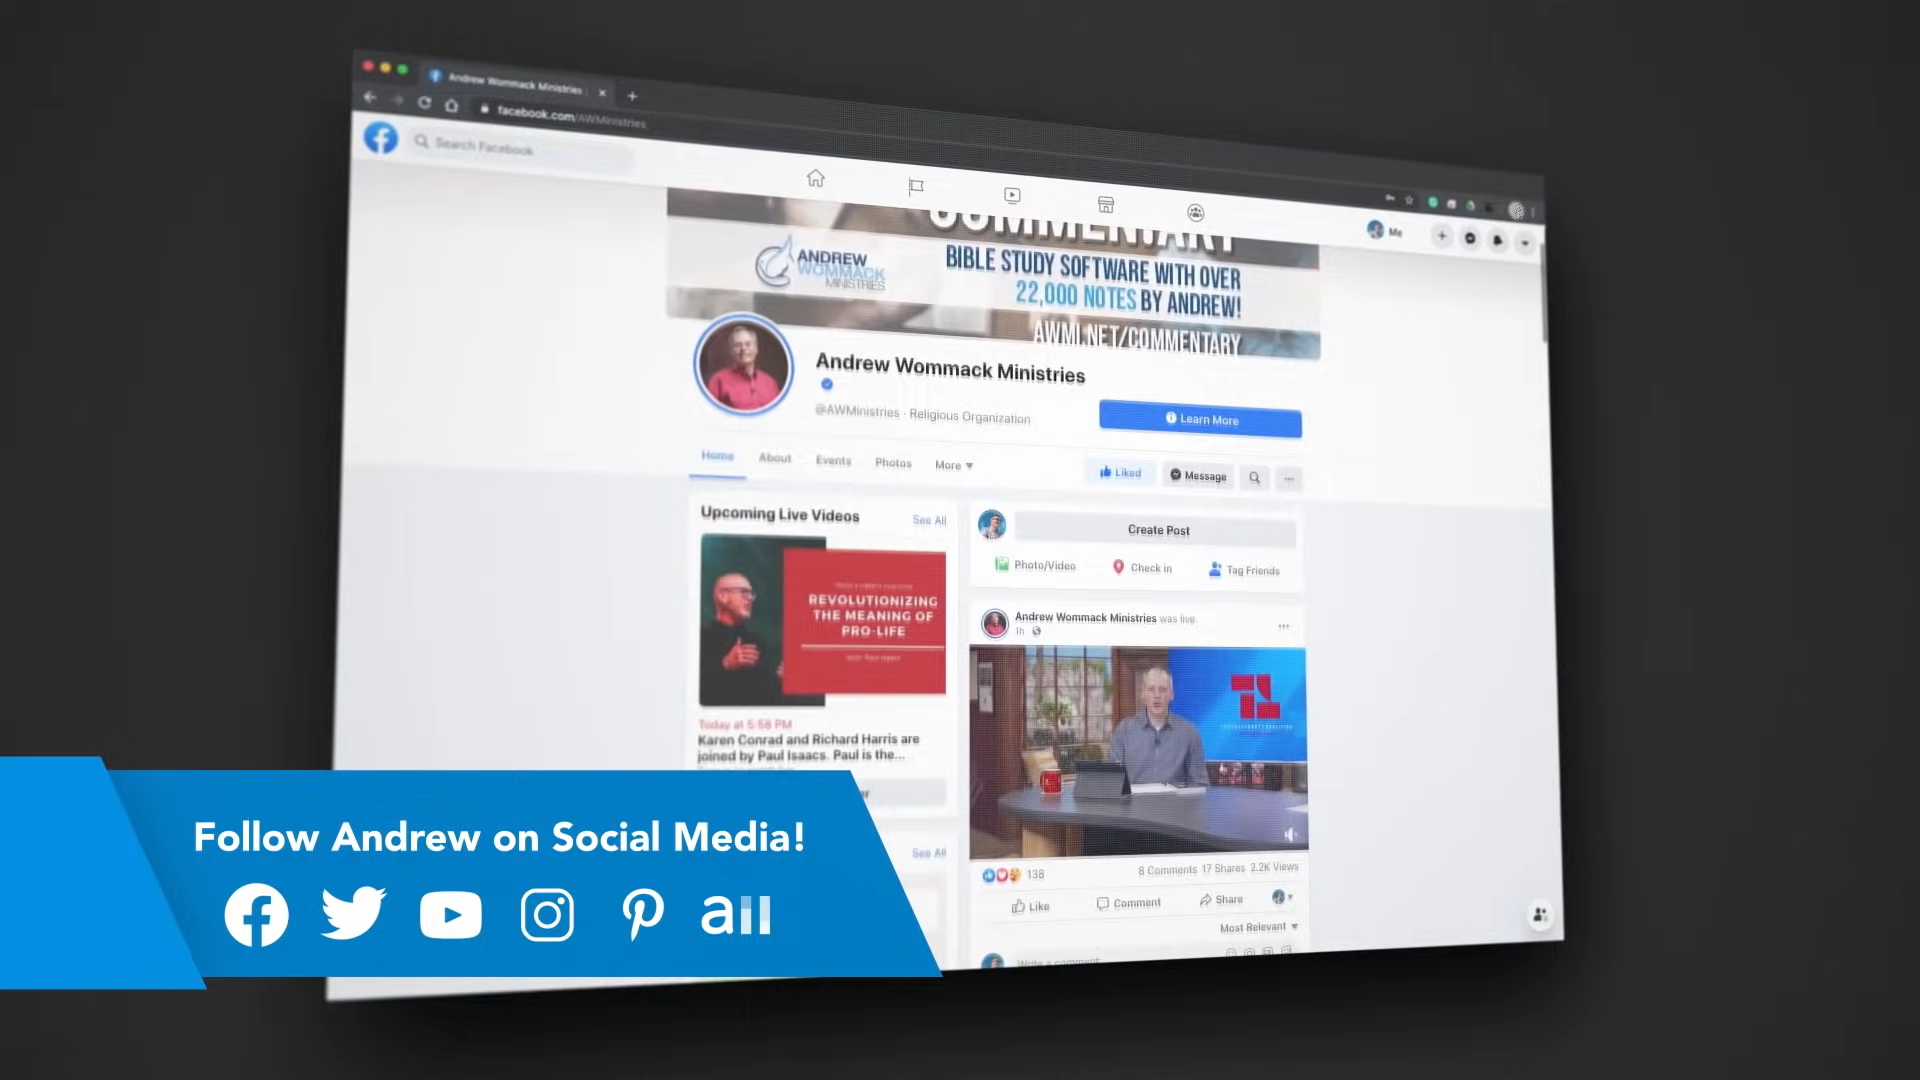 Andrew Wommack Ministries
facebook.com/AWMinistries
Search Facebook
Me
COMMENTARY
ANDREW
WOMMACK
MINISTRIES
BIBLE STUDY SOFTWARE WITH OVER
22,000 NOTES BY ANDREW!
AWMI.NET/COMMENTARY
Andrew Wommack Ministries
@AWMinistries · Religious Organization
Learn More
Home About Events Photos More
Liked Message
Upcoming Live Videos See All
REVOLUTIONIZING
THE MEANING OF
PRO-LIFE
Today at 5:58 PM
Karen Conrad and Richard Harris are
joined by Paul Isaacs. Paul is the...
See All
Create Post
Photo/Video Check in Tag Friends
Andrew Wommack Ministries was live.
1h
138 8 Comments 17 Shares 2.2K Views
Like Comment Share
Most Relevant
Write a comment
Follow Andrew on Social Media!
all